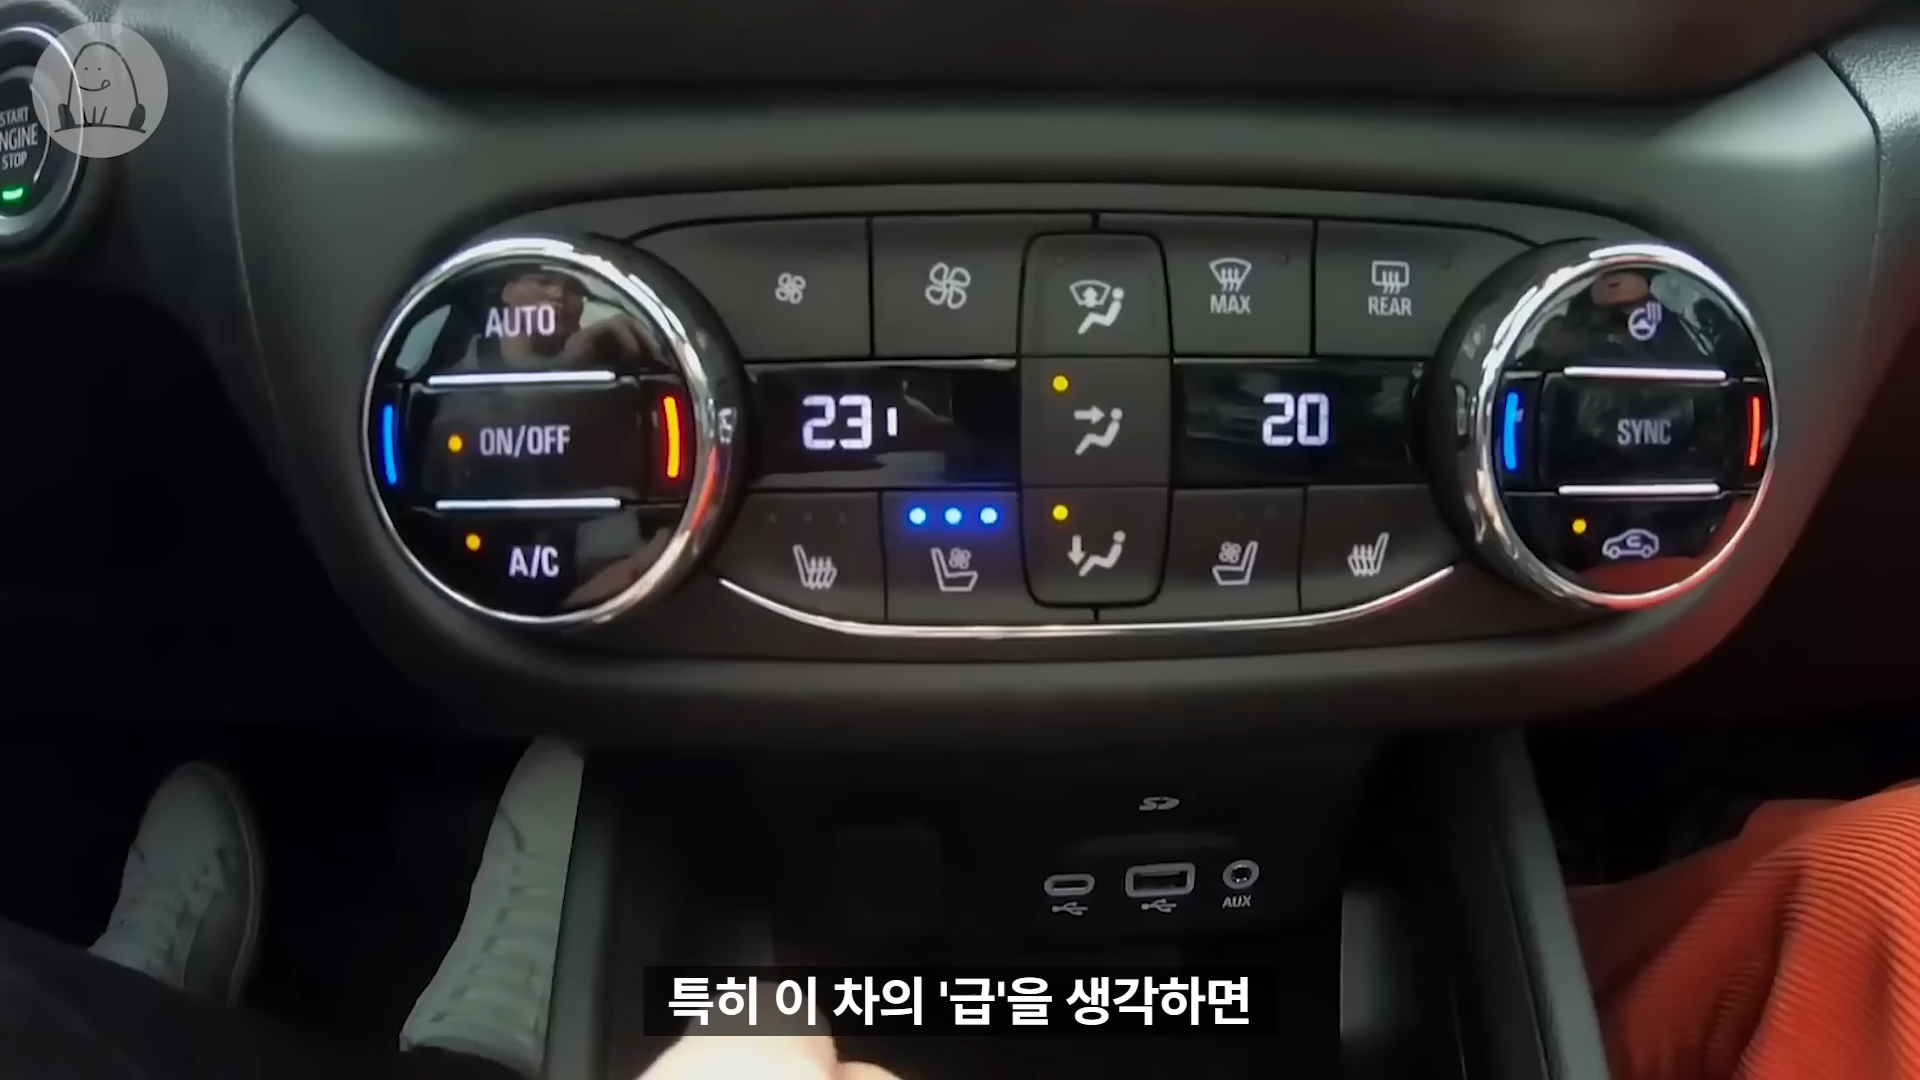 START
ENGINE
STOP
AUTO
ON/OFF
A/C
23
MAX
REAR
20
SYNC
AUX
특히 이 차의 '급'을 생각하면